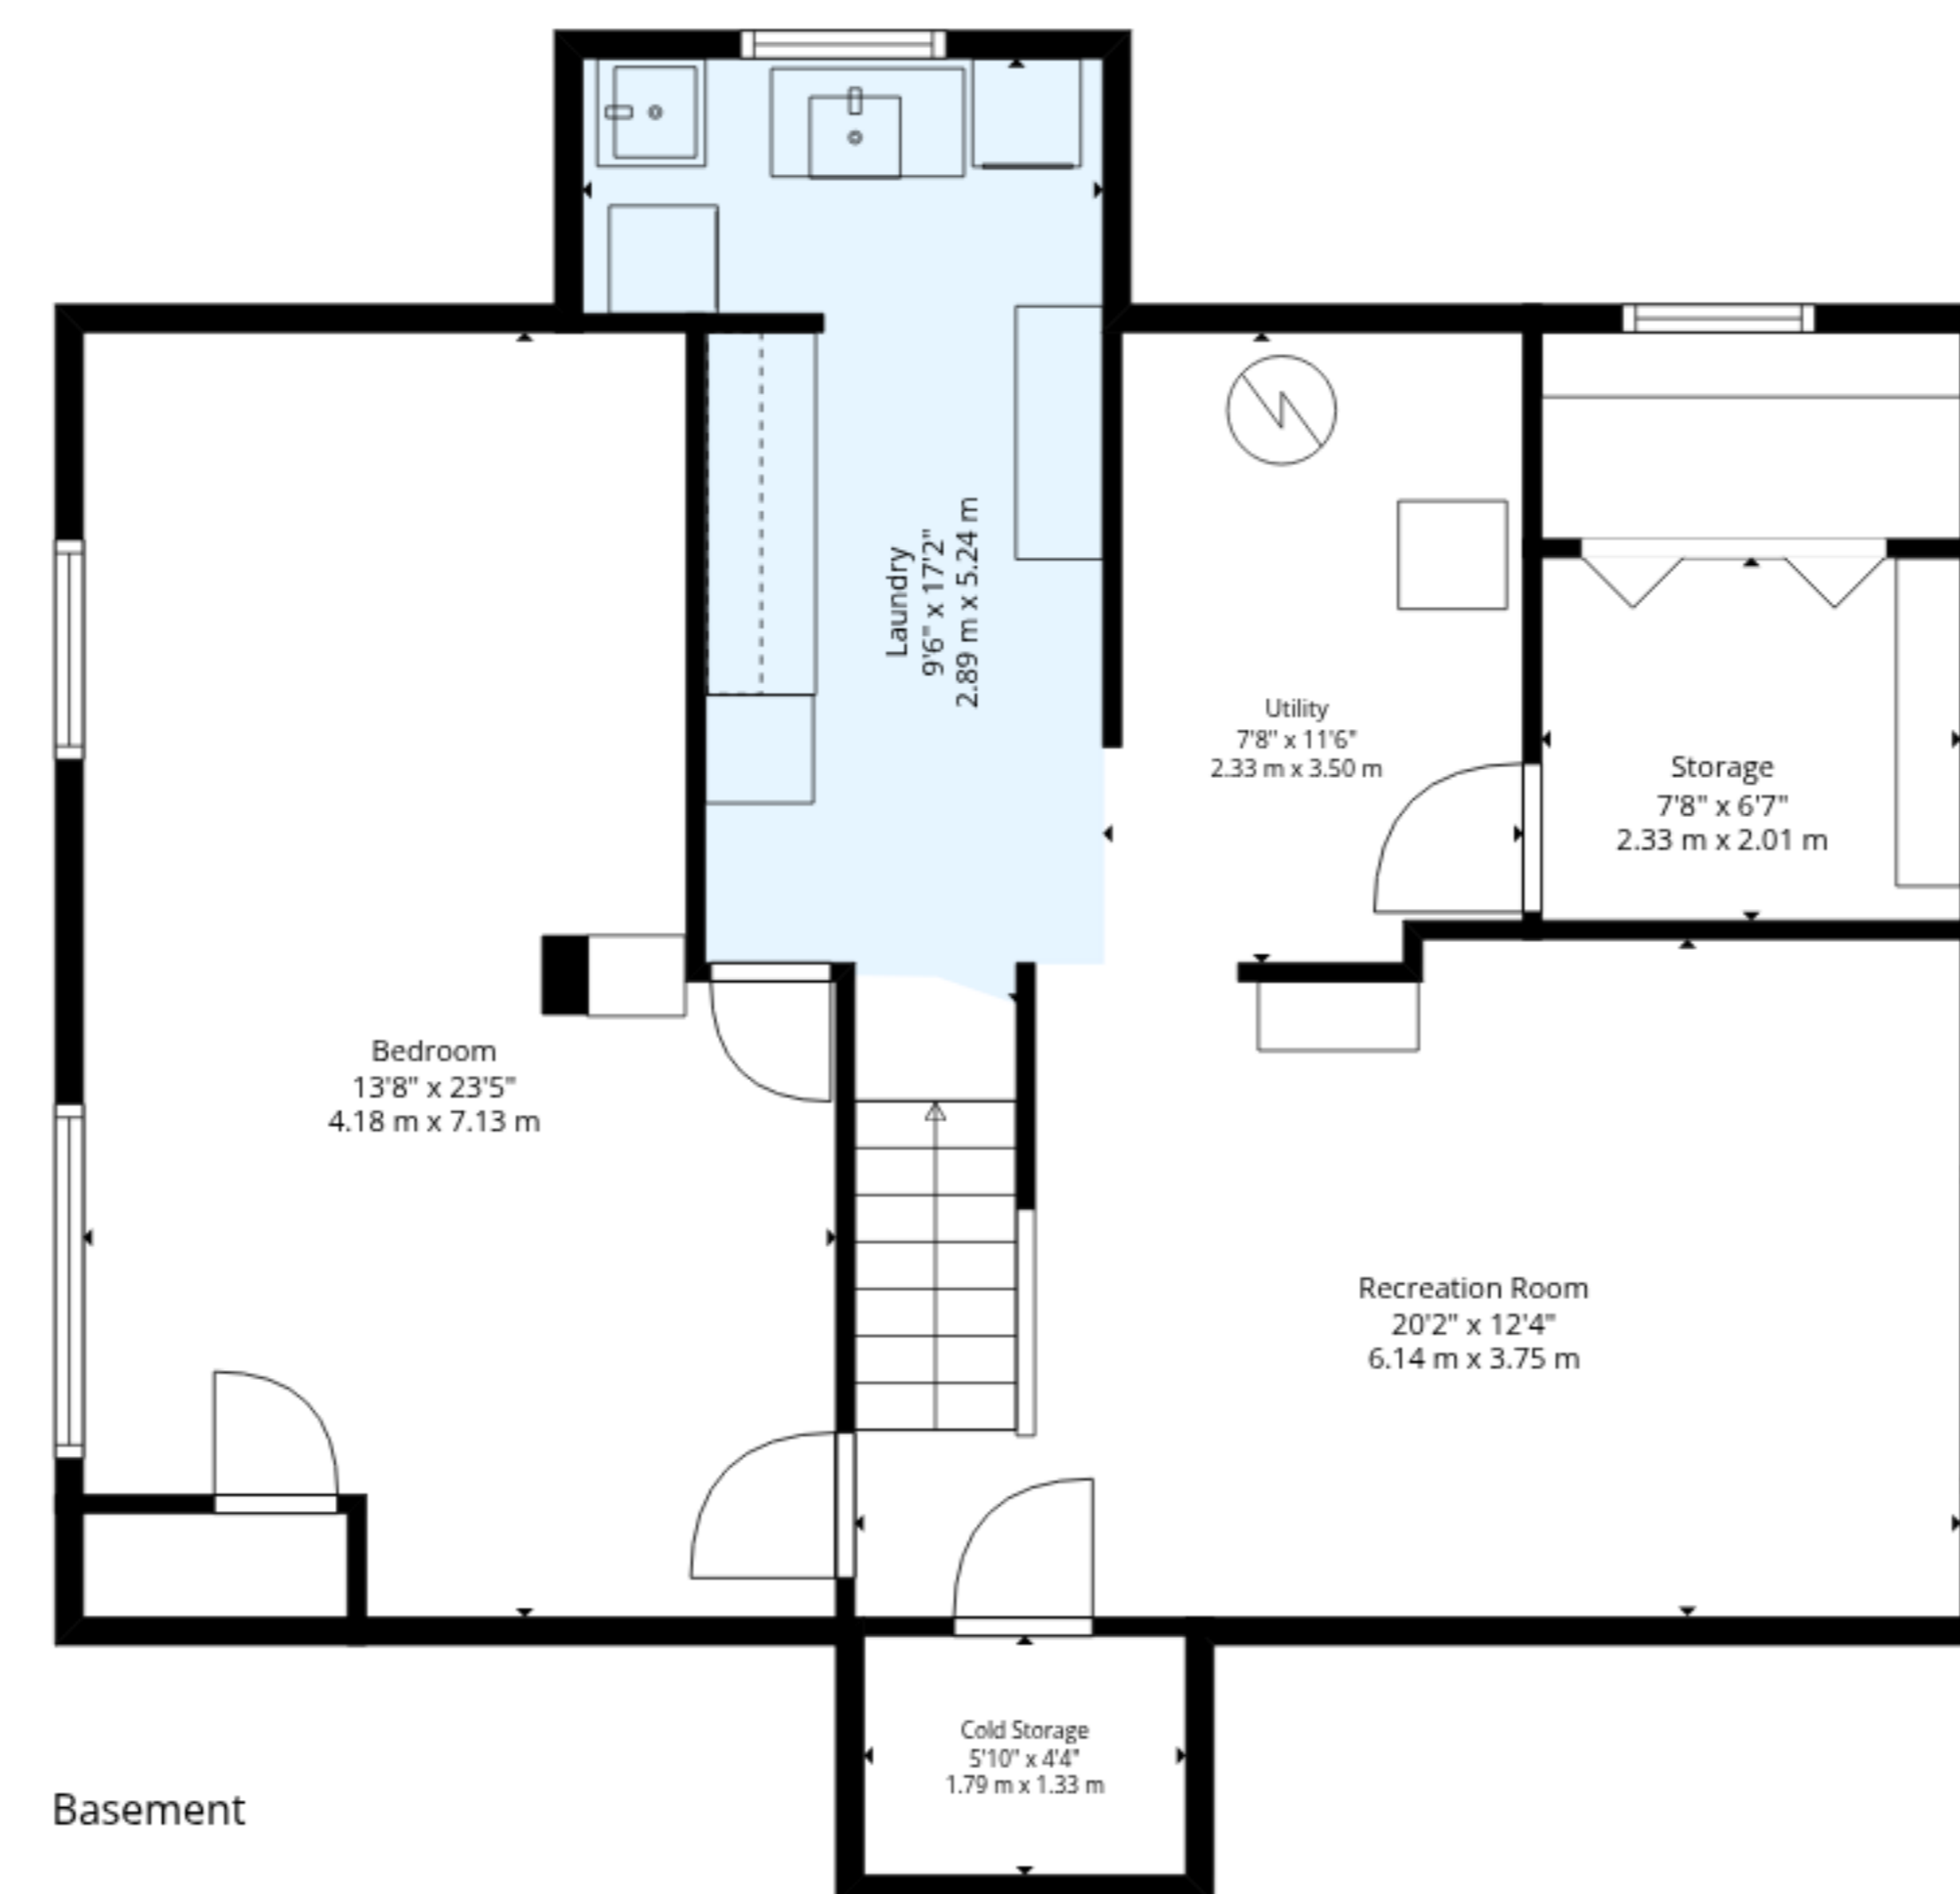 Laundry
9'6" x 17'2"
2.89 m x 5.24 m
Utility
7'8" x 11'6"
2.33 m x 3.50 m
Storage
7'8" x 6'7"
2.33 m x 2.01 m
Bedroom
13'8" x 23'5"
4.18 m x 7.13 m
Recreation Room
20'2" x 12'4"
6.14 m x 3.75 m
Cold Storage
5'10" x 4'4"
1.79 m x 1.33 m
Basement